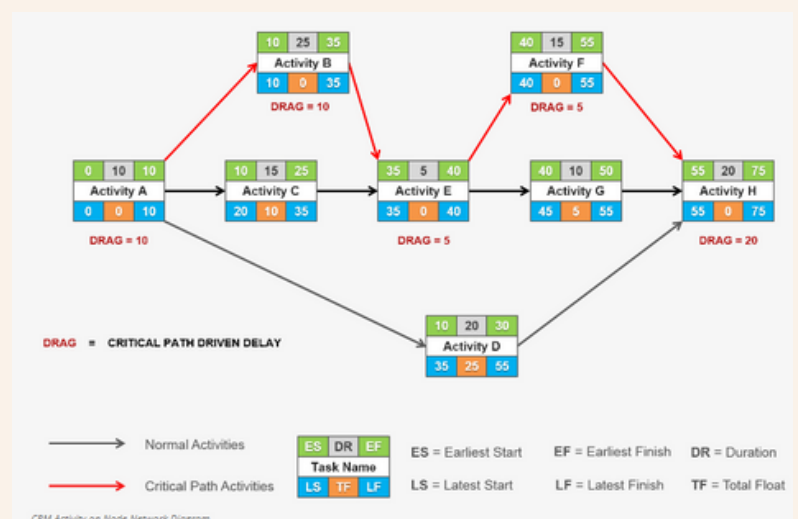 10 25 35
Activity B
10 0 35
DRAG = 10
40 15 55
Activity F
40 0 55
DRAG = 5
0 10 10
Activity A
0 0 10
DRAG = 10
10 15 25
Activity C
20 10 35
35 5 40
Activity E
35 0 40
DRAG = 5
40 10 50
Activity G
45 5 55
55 20 75
Activity H
55 0 75
DRAG = 20
10 20 30
Activity D
35 25 55
DRAG = CRITICAL PATH DRIVEN DELAY
Normal Activities
Critical Path Activities
ES DR EF
Task Name
LS TF LF
ES = Earliest Start
EF = Earliest Finish
DR = Duration
LS = Latest Start
LF = Latest Finish
TF = Total Float
CPM Activity on Node Network Diagram